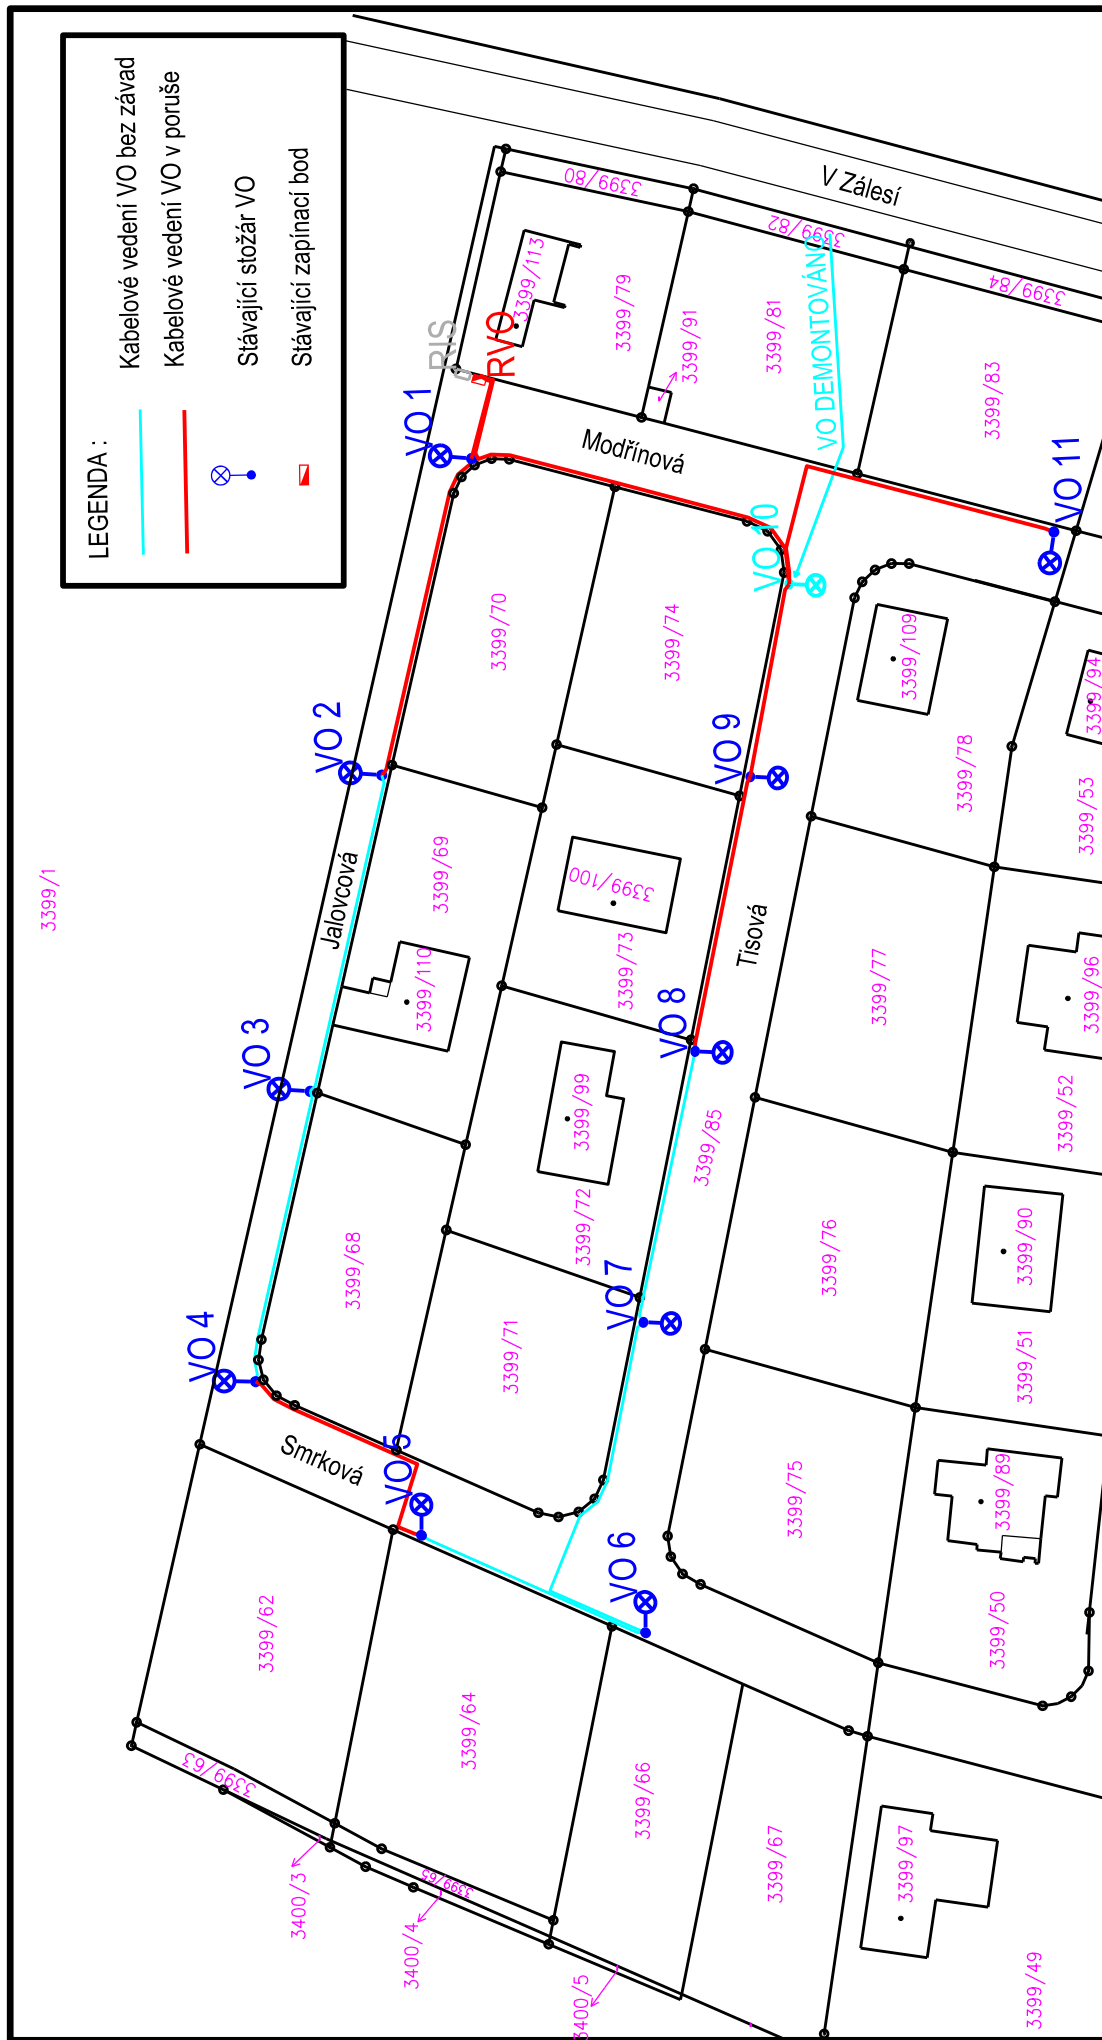 LEGENDA :
Kabelové vedení VO bez závad
Kabelové vedení VO v poruše
Stávající stožár VO
Stávající zapínací bod
V Zálesí
Modřínová
Jalovcová
Tisová
Smrková
RIS
RVO
VO 1
VO 2
VO 3
VO 4
VO 5
VO 6
VO 7
VO 8
VO 9
VO 10
VO 11
VO DEMONTOVÁNO
3399/1
3399/80
3399/82
3399/84
3399/113
3399/79
3399/91
3399/81
3399/83
3399/70
3399/74
3399/109
3399/78
3399/94
3399/53
3399/69
3399/100
3399/73
3399/110
3399/77
3399/96
3399/52
3399/99
3399/85
3399/72
3399/68
3399/76
3399/90
3399/51
3399/71
3399/75
3399/89
3399/50
3399/62
3399/64
3399/66
3399/67
3399/63
3399/65
3399/97
3399/49
3400/3
3400/4
3400/5